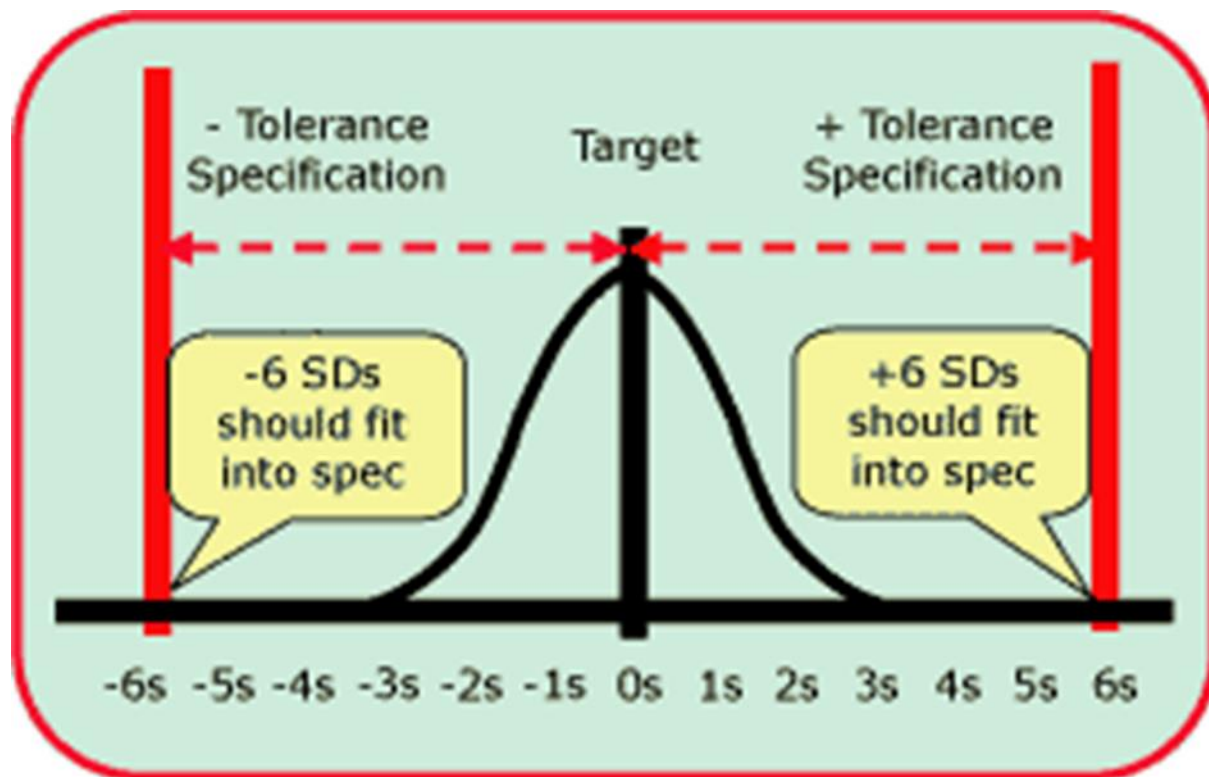 - Tolerance
Specification
Target
+ Tolerance
Specification
-6 SDs
should fit
into spec
+6 SDs
should fit
into spec
-6s -5s -4s -3s -2s -1s 0s 1s 2s 3s 4s 5s 6s